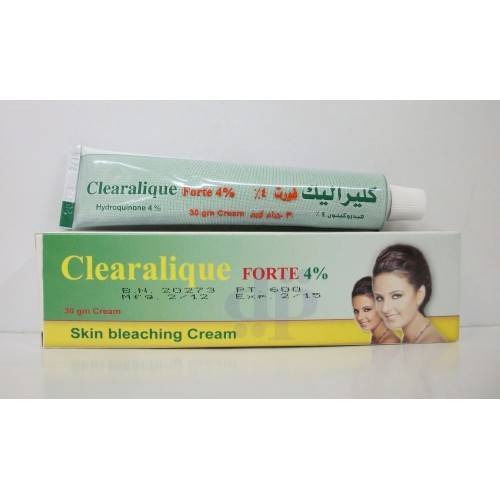 Clearalique Forte 4%
Hydroquinone 4%
30 gm Cream
كليراليك فورت ٤٪
هيدروكينون ٤٪
٣٠ جرام كريم
Clearalique FORTE 4%
B.N. 20273 P.T. 600
Mfg. 2/12 Exp. 2/15
30 gm Cream
Skin bleaching Cream